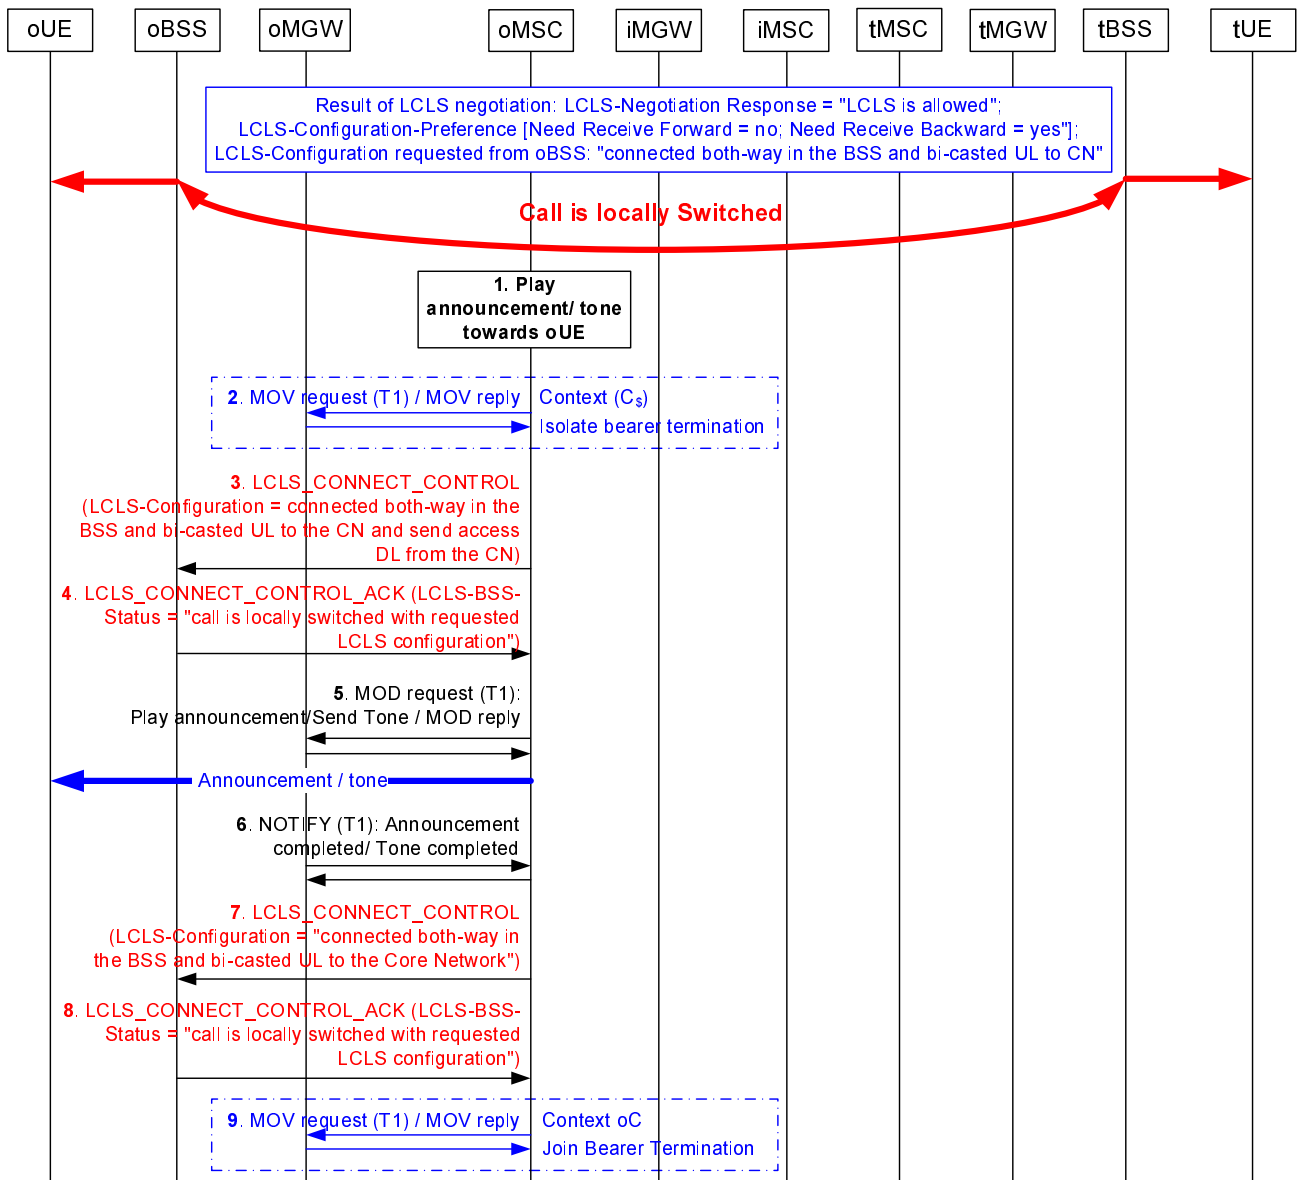 oUE oBSS oMGW oMSC iMGW iMSC tMSC tMGW tBSS tUE
Result of LCLS negotiation: LCLS-Negotiation Response = "LCLS is allowed";
LCLS-Configuration-Preference [Need Receive Forward = no; Need Receive Backward = yes"];
LCLS-Configuration requested from oBSS: "connected both-way in the BSS and bi-casted UL to CN"
Call is locally Switched
1. Play
announcement/ tone
towards oUE
2. MOV request (T1) / MOV reply Context (C$)
Isolate bearer termination
3. LCLS_CONNECT_CONTROL
(LCLS-Configuration = connected both-way in the
BSS and bi-casted UL to the CN and send access
DL from the CN)
4. LCLS_CONNECT_CONTROL_ACK (LCLS-BSS-
Status = "call is locally switched with requested
LCLS configuration")
5. MOD request (T1):
Play announcement/Send Tone / MOD reply
Announcement / tone
6. NOTIFY (T1): Announcement
completed/ Tone completed
7. LCLS_CONNECT_CONTROL
(LCLS-Configuration = "connected both-way in
the BSS and bi-casted UL to the Core Network")
8. LCLS_CONNECT_CONTROL_ACK (LCLS-BSS-
Status = "call is locally switched with requested
LCLS configuration")
9. MOV request (T1) / MOV reply Context oC
Join Bearer Termination